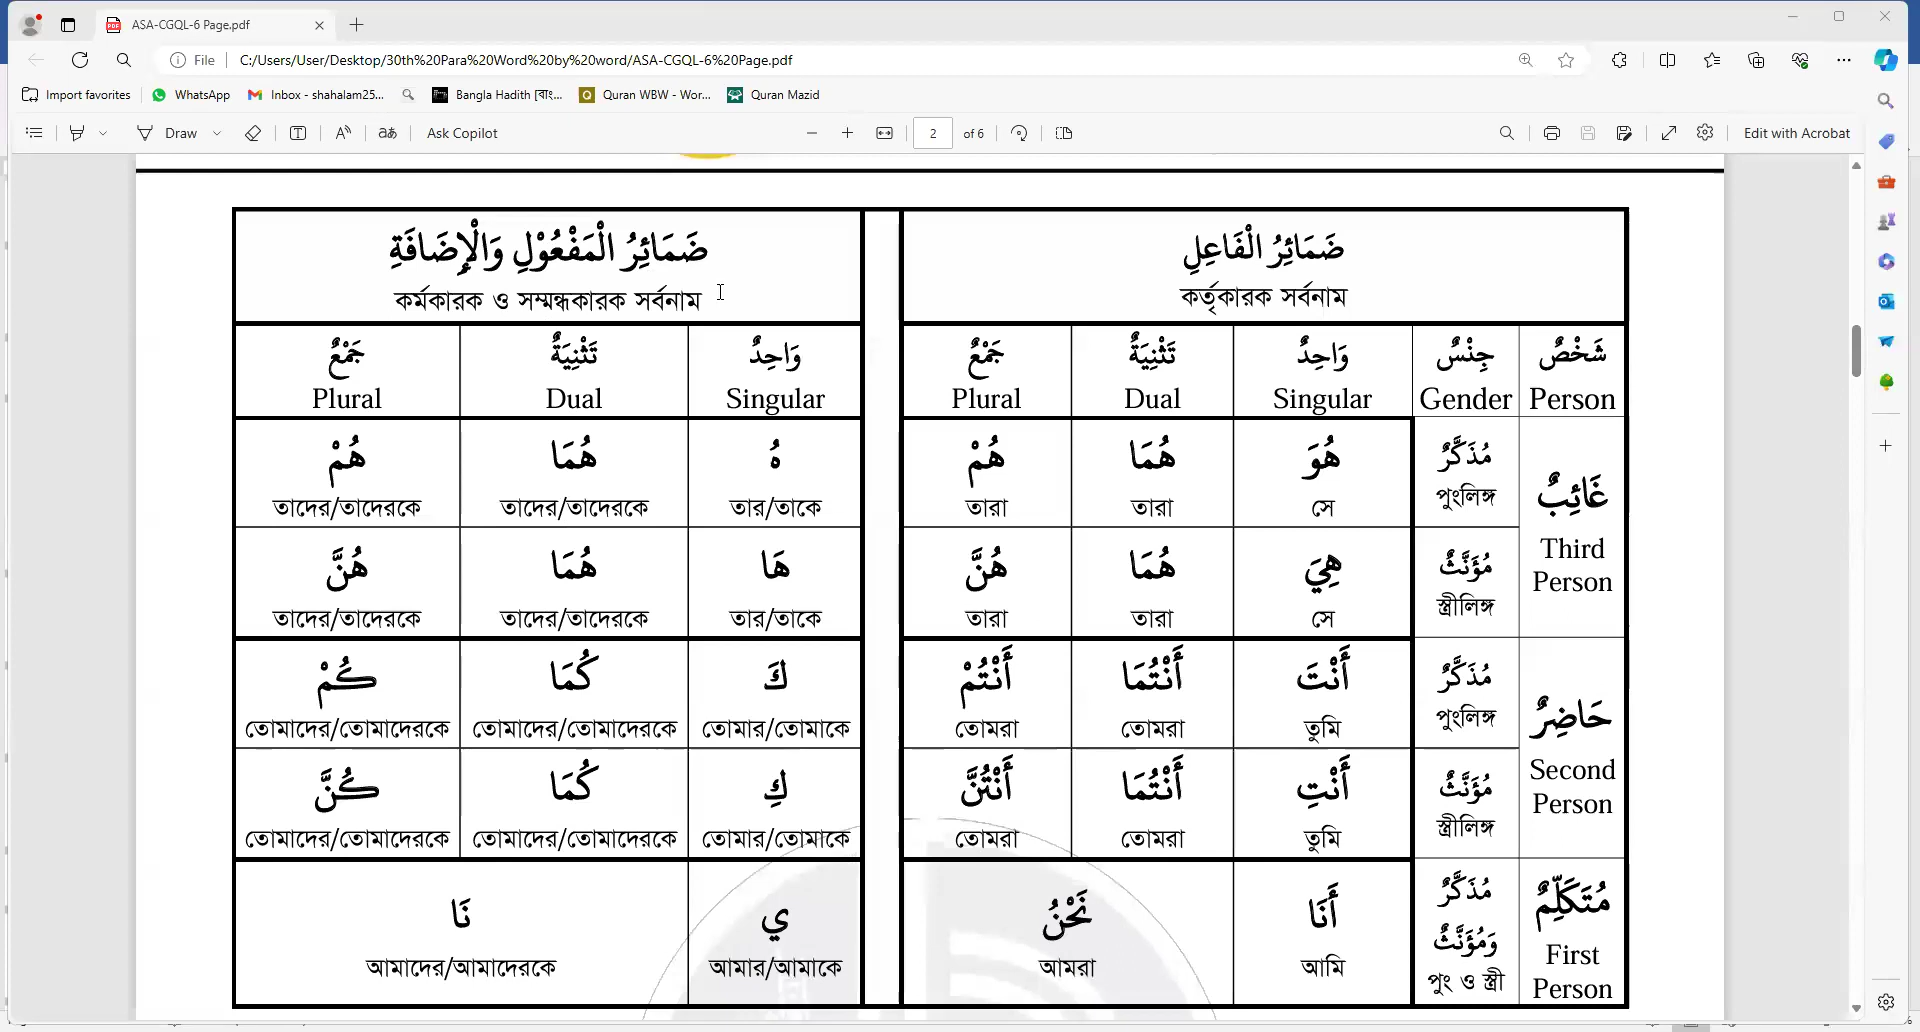 ASA-CGQL-6 Page.pdf
File C:/Users/User/Desktop/30th%20Para%20Word%20by%20word/ASA-CGQL-6%20Page.pdf
Import favorites WhatsApp Inbox - shahalam25... Bangla Hadith [বাং... Quran WBW - Wor... Quran Mazid
Draw Ask Copilot 2 of 6 Edit with Acrobat
ضَمَائِرُ الْفَاعِلِ
কর্তৃকারক সর্বনাম
ضَمَائِرُ الْمَفْعُوْلِ وَالْإِضَافَةِ
কর্মকারক ও সম্মন্ধকারক সর্বনাম
شَخْصٌ جِنْسٌ وَاحِدٌ تَثْنِيَةٌ جَمْعٌ وَاحِدٌ تَثْنِيَةٌ جَمْعٌ
Person Gender Singular Dual Plural Singular Dual Plural
غَائِبٌ مُذَكَّرٌ هُوَ هُمَا هُمْ هُ هُمَا هُمْ
Third Person পুংলিঙ্গ সে তারা তারা তার/তাকে তাদের/তাদেরকে তাদের/তাদেরকে
مُؤَنَّثٌ هِيَ هُمَا هُنَّ هَا هُمَا هُنَّ
স্ত্রীলিঙ্গ সে তারা তারা তার/তাকে তাদের/তাদেরকে তাদের/তাদেরকে
حَاضِرٌ مُذَكَّرٌ أَنْتَ أَنْتُمَا أَنْتُمْ كَ كُمَا كُمْ
Second Person পুংলিঙ্গ তুমি তোমরা তোমরা তোমার/তোমাকে তোমাদের/তোমাদেরকে তোমাদের/তোমাদেরকে
مُؤَنَّثٌ أَنْتِ أَنْتُمَا أَنْتُنَّ كِ كُمَا كُنَّ
স্ত্রীলিঙ্গ তুমি তোমরা তোমরা তোমার/তোমাকে তোমাদের/তোমাদেরকে তোমাদের/তোমাদেরকে
مُتَكَلِّمٌ مُذَكَّرٌ وَمُؤَنَّثٌ أَنَا نَحْنُ ي نَا
First Person পুং ও স্ত্রী আমি আমরা আমার/আমাকে আমাদের/আমাদেরকে